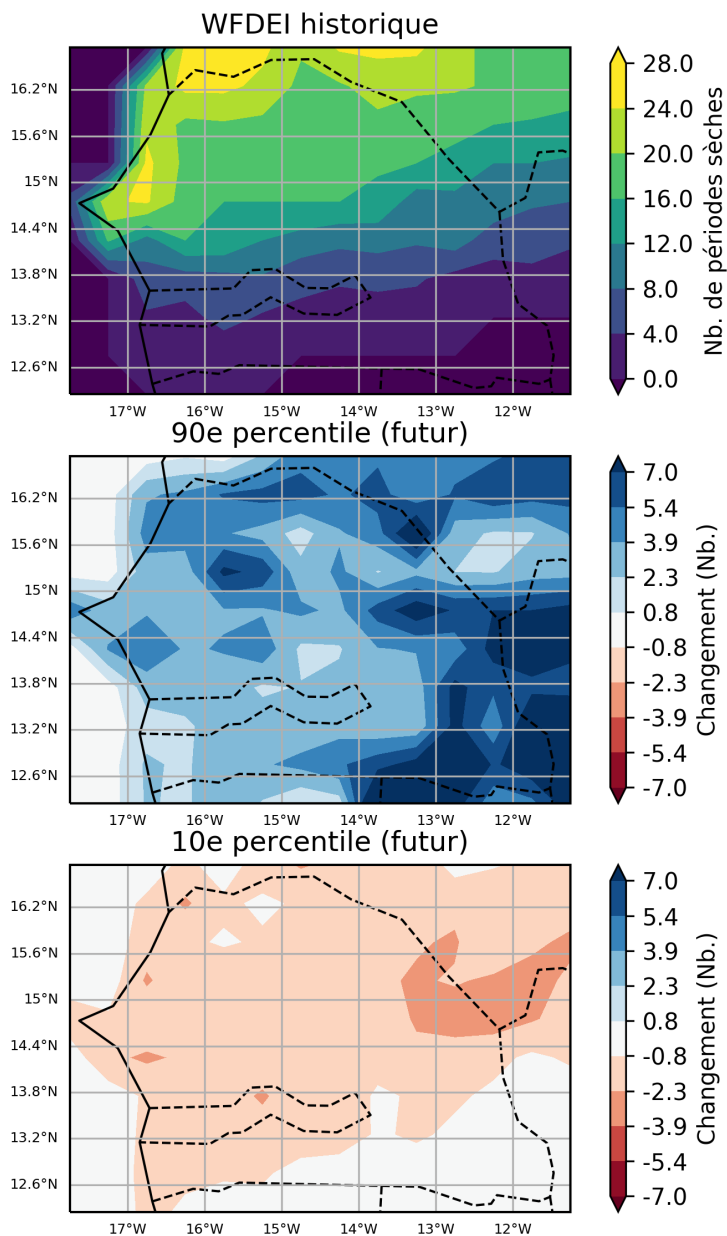 WFDEI historique
16.2°N
15.6°N
15°N
14.4°N
13.8°N
13.2°N
12.6°N
17°W 16°W 15°W 14°W 13°W 12°W
28.0
24.0
20.0
16.0
12.0
8.0
4.0
0.0
Nb. de périodes sèches
90e percentile (futur)
16.2°N
15.6°N
15°N
14.4°N
13.8°N
13.2°N
12.6°N
17°W 16°W 15°W 14°W 13°W 12°W
7.0
5.4
3.9
2.3
0.8
-0.8
-2.3
-3.9
-5.4
-7.0
Changement (Nb.)
10e percentile (futur)
16.2°N
15.6°N
15°N
14.4°N
13.8°N
13.2°N
12.6°N
17°W 16°W 15°W 14°W 13°W 12°W
7.0
5.4
3.9
2.3
0.8
-0.8
-2.3
-3.9
-5.4
-7.0
Changement (Nb.)